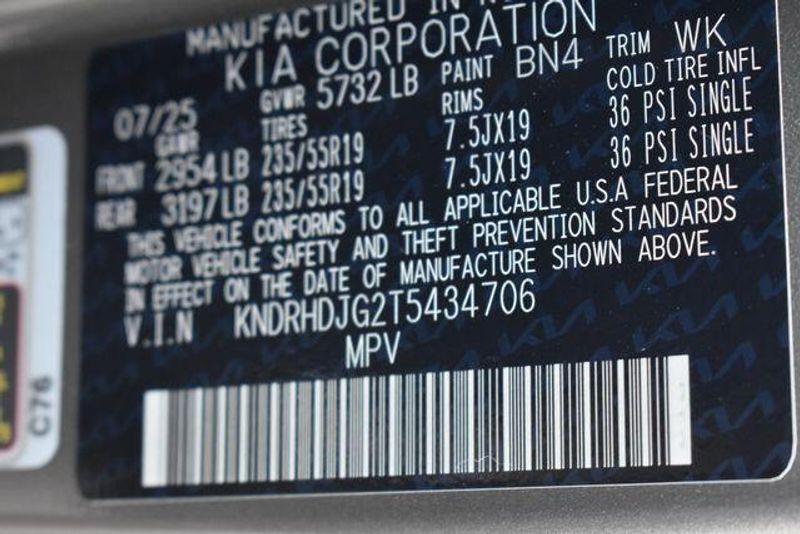 MANUFACTURED IN
KIA CORPORATION
07/25 GVWR 5732 LB PAINT BN4 TRIM WK
GAWR TIRES RIMS COLD TIRE INFL
FRONT 2954 LB 235/55R19 7.5JX19 36 PSI SINGLE
REAR 3197 LB 235/55R19 7.5JX19 36 PSI SINGLE
THIS VEHICLE CONFORMS TO ALL APPLICABLE U.S.A FEDERAL
MOTOR VEHICLE SAFETY AND THEFT PREVENTION STANDARDS
IN EFFECT ON THE DATE OF MANUFACTURE SHOWN ABOVE.
V.I.N KNDRHDJG2T5434706
MPV
C76